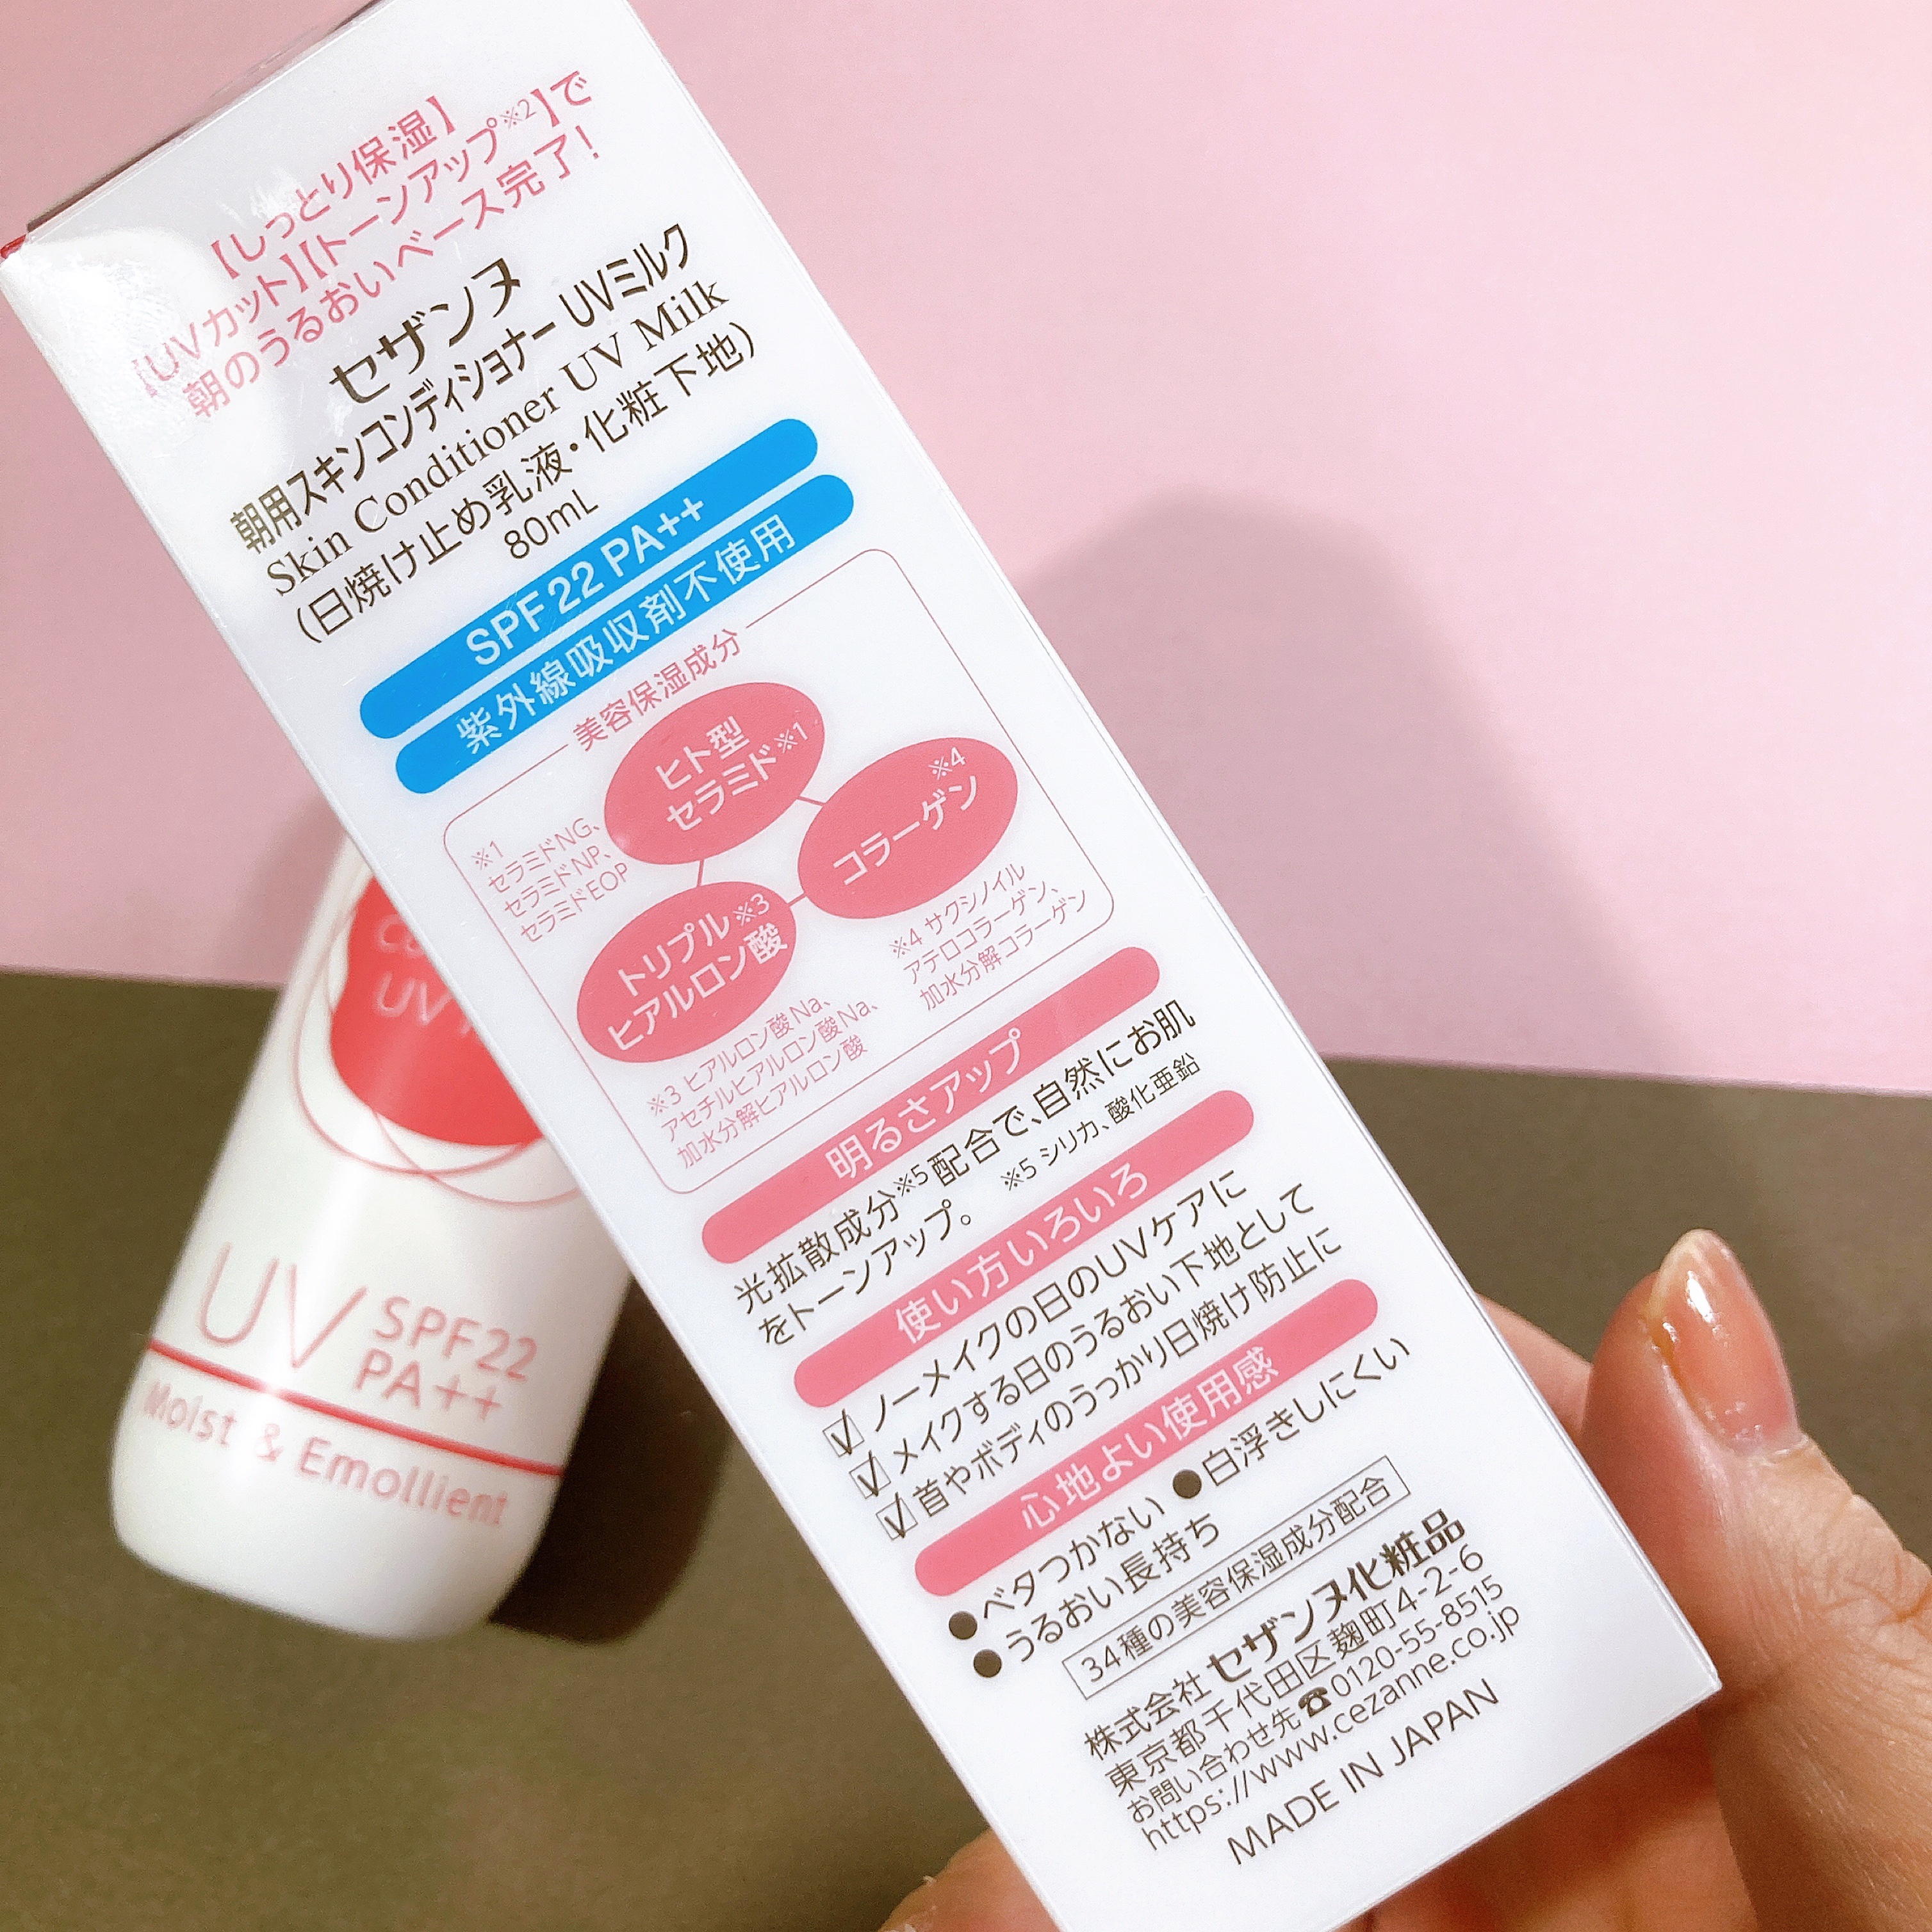 【しっとり保湿】
【UVカット】【トーンアップ※2】で
朝のうるおいベース完了!
セザンヌ
朝用スキンコンディショナー UVミルク
Skin Conditioner UV Milk
(日焼け止め乳液・化粧下地)
80mL
SPF22 PA++
紫外線吸収剤不使用
美容保湿成分
ヒト型
セラミド※1
※1
セラミドNG、
セラミドNP、
セラミドEOP
※4
コラーゲン
トリプル※3
ヒアルロン酸
※4 サクシノイル
アテロコラーゲン、
加水分解コラーゲン
※3 ヒアルロン酸Na、
アセチルヒアルロン酸Na、
加水分解ヒアルロン酸
明るさアップ
光拡散成分※5配合で、自然にお肌
をトーンアップ。 ※5 シリカ、酸化亜鉛
使い方いろいろ
ノーメイクの日のUVケアに
メイクする日のうるおい下地として
首やボディのうっかり日焼け防止に
心地よい使用感
●ベタつかない ●白浮きしにくい
●うるおい長持ち
34種の美容保湿成分配合
株式会社 セザンヌ化粧品
東京都千代田区麹町4-2-6
お問い合わせ先☎0120-55-8515
https://www.cezanne.co.jp
MADE IN JAPAN
UV
UV SPF22
PA++
Moist & Emollient